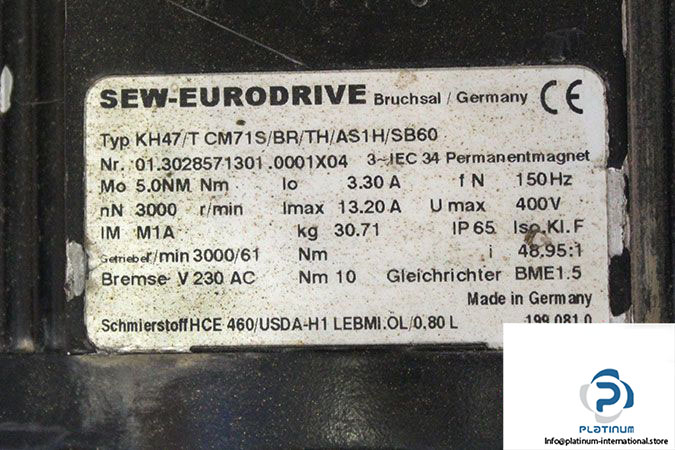 SEW-EURODRIVE Bruchsal / Germany CE
Typ KH47/T CM71S/BR/TH/AS1H/SB60
Nr. 01.3028571301.0001X04 3~IEC 34 Permanentmagnet
Mo 5.0NM Nm Io 3.30 A f N 150Hz
nN 3000 r/min Imax 13.20 A U max 400V
IM M1A kg 30.71 IP 65 Iso.Kl.F
Getriebe r/min 3000/61 Nm i 48.95:1
Bremse V 230 AC Nm 10 Gleichrichter BME1.5
Made in Germany
Schmierstoff HCE 460/USDA-H1 LEBMI.ÖL/0.80 L 199 081.0
PLATINUM
Info@platinum-international.store